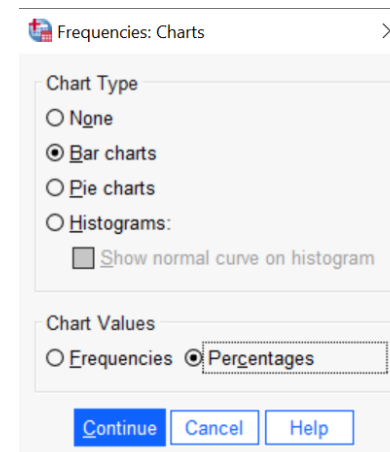 Frequencies: Charts
Chart Type
None
Bar charts
Pie charts
Histograms:
Show normal curve on histogram
Chart Values
Frequencies Percentages
Continue Cancel Help